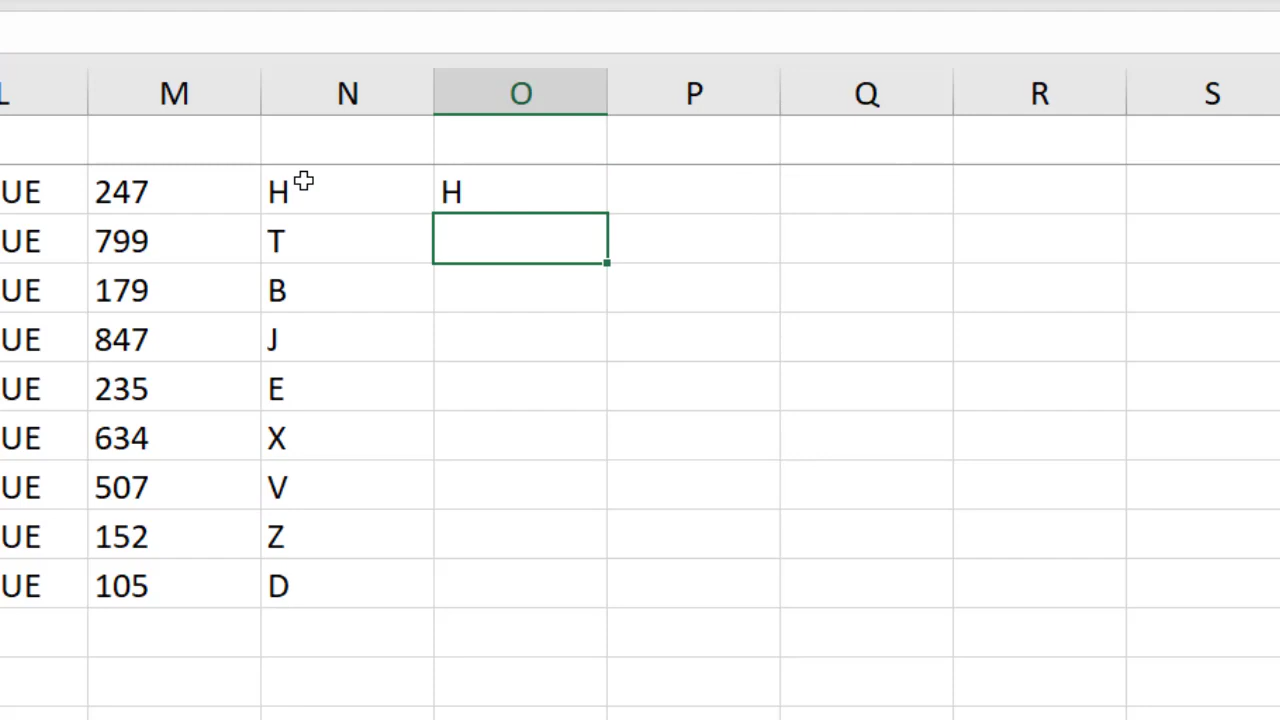 L M N O P Q R S
UE 247 H H
UE 799 T
UE 179 B
UE 847 J
UE 235 E
UE 634 X
UE 507 V
UE 152 Z
UE 105 D